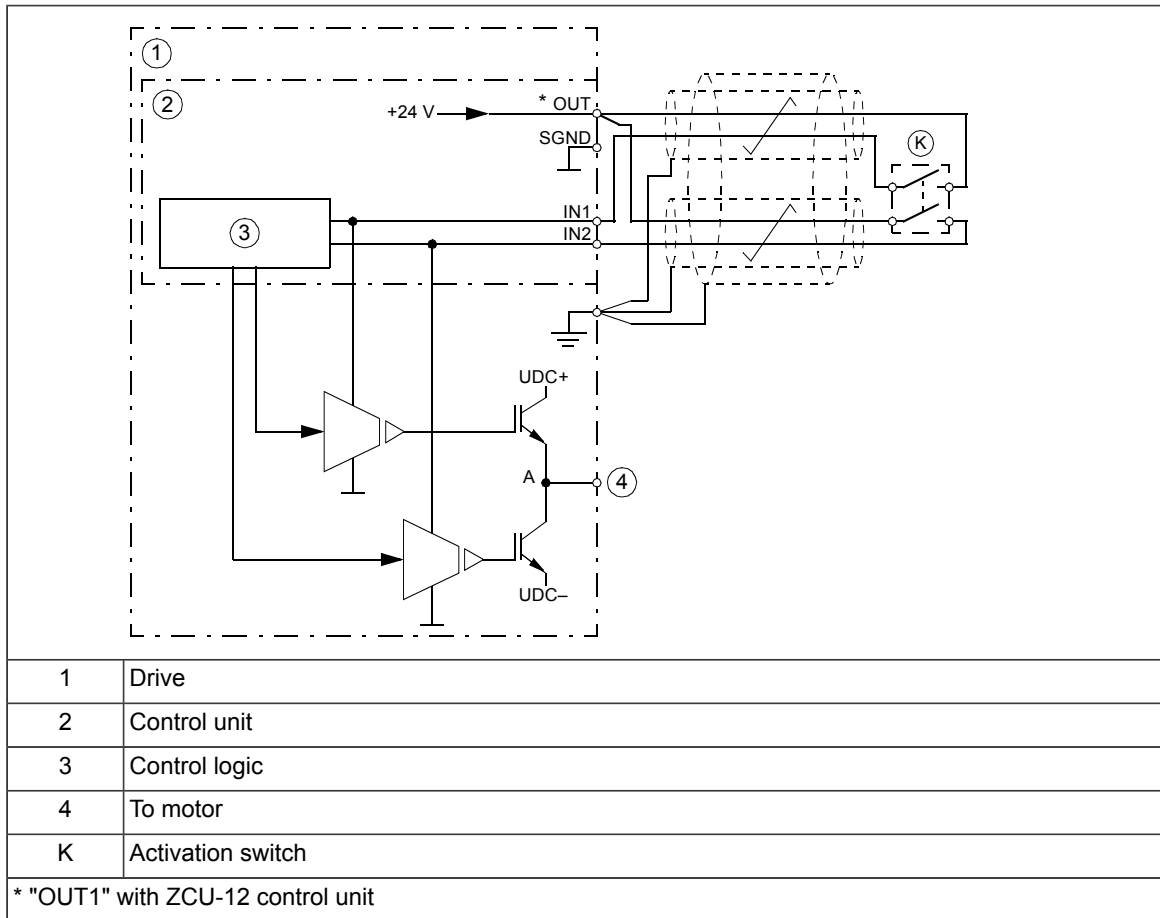 1
2
+24 V
* OUT
SGND
K
IN1
IN2
3
UDC+
A
4
UDC–
1 Drive
2 Control unit
3 Control logic
4 To motor
K Activation switch
* "OUT1" with ZCU-12 control unit